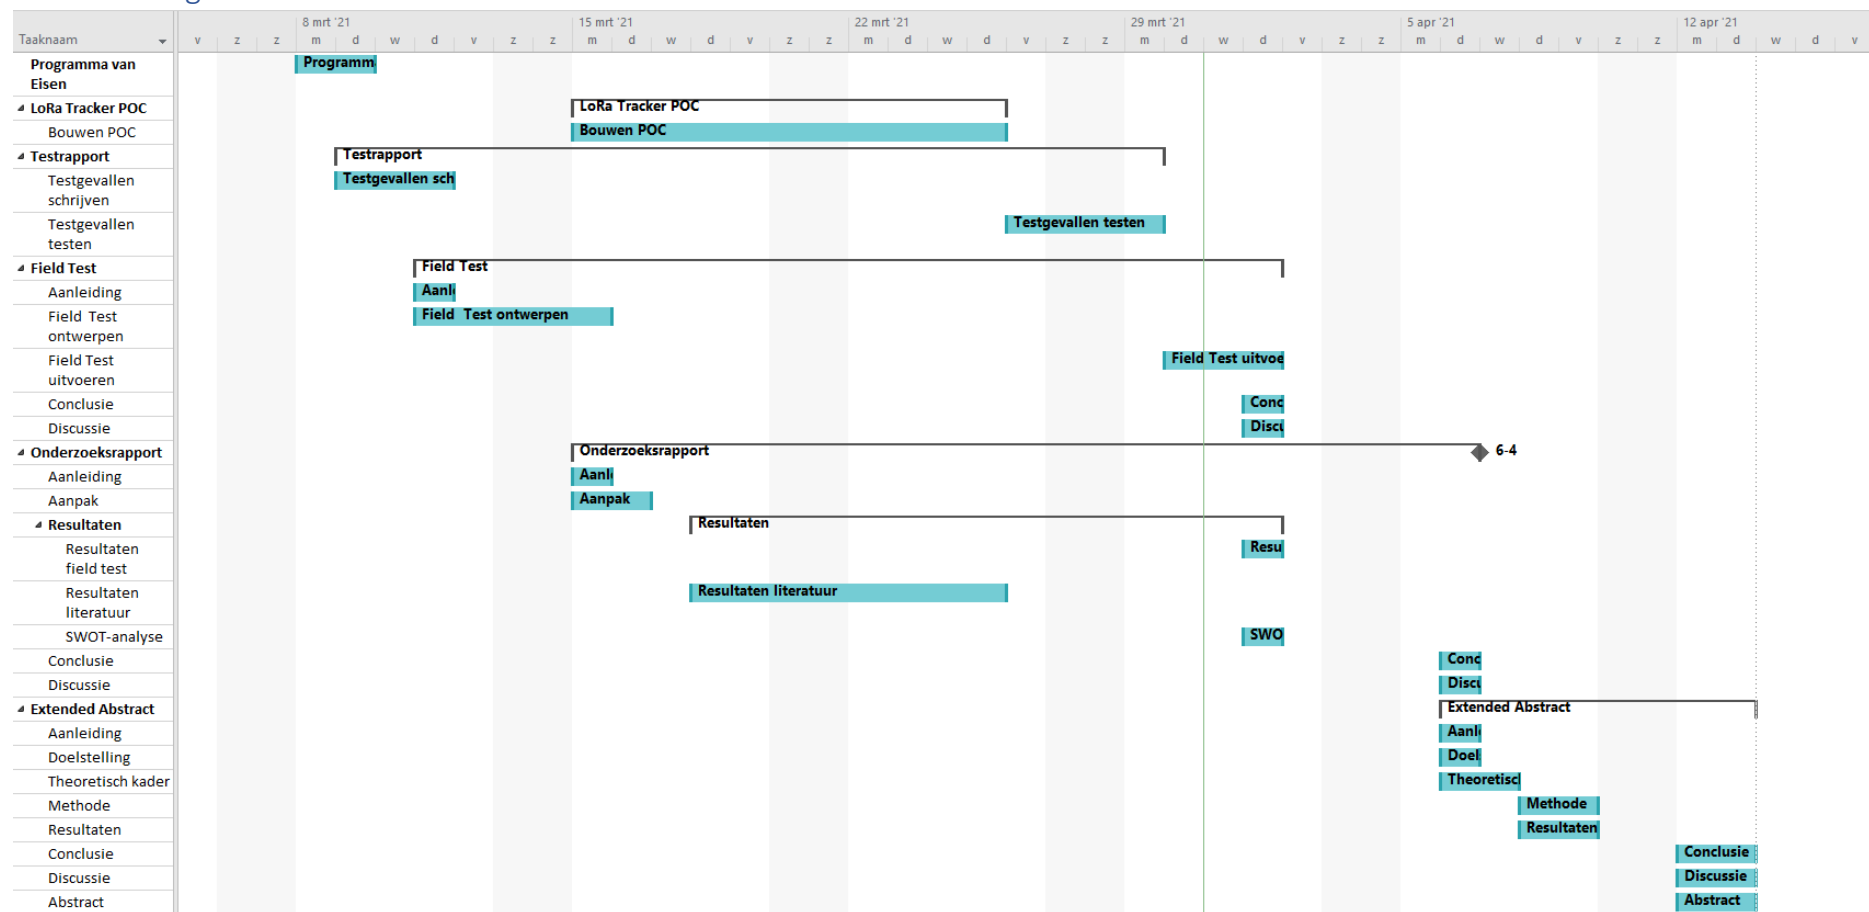 8 mrt '21 15 mrt '21 22 mrt '21 29 mrt '21 5 apr '21 12 apr '21
Taaknaam v z z m d w d v z z m d w d v z z m d w d v z z m d w d v z z m d w d v z z m d w d v
Programma van
Eisen
Programm
LoRa Tracker POC LoRa Tracker POC
Bouwen POC Bouwen POC
Testrapport Testrapport
Testgevallen
schrijven
Testgevallen sch
Testgevallen
testen
Testgevallen testen
Field Test Field Test
Aanleiding Aanl
Field Test
ontwerpen
Field Test ontwerpen
Field Test
uitvoeren
Field Test uitvoe
Conclusie Conc
Discussie Discu
Onderzoeksrapport Onderzoeksrapport 6-4
Aanleiding Aanl
Aanpak Aanpak
Resultaten Resultaten
Resultaten
field test
Resu
Resultaten
literatuur
Resultaten literatuur
SWOT-analyse SWO
Conclusie Conc
Discussie Discu
Extended Abstract Extended Abstract
Aanleiding Aanl
Doelstelling Doel
Theoretisch kader Theoretisc
Methode Methode
Resultaten Resultaten
Conclusie Conclusie
Discussie Discussie
Abstract Abstract